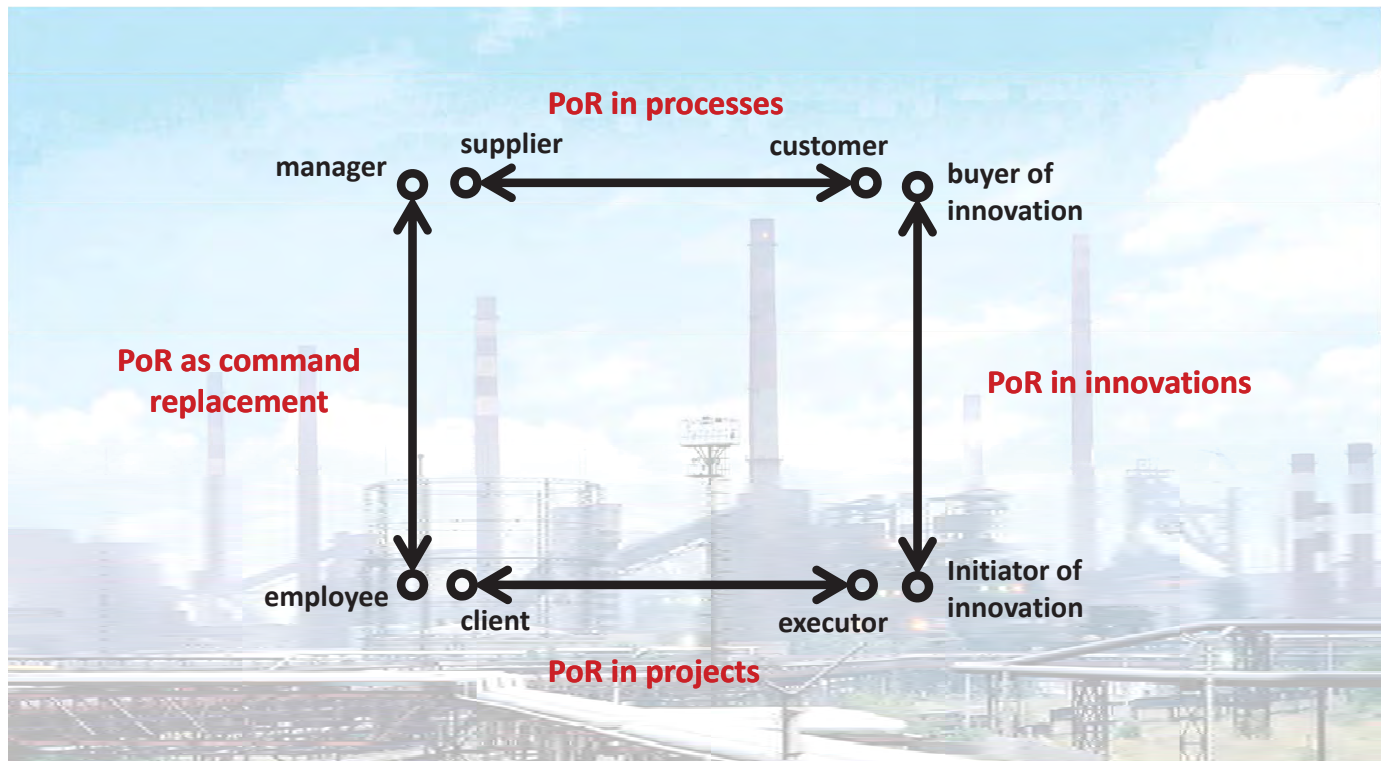 PoR in processes
supplier
customer
manager
buyer of
innovation
PoR as command
replacement
PoR in innovations
employee
Initiator of
innovation
client
executor
PoR in projects